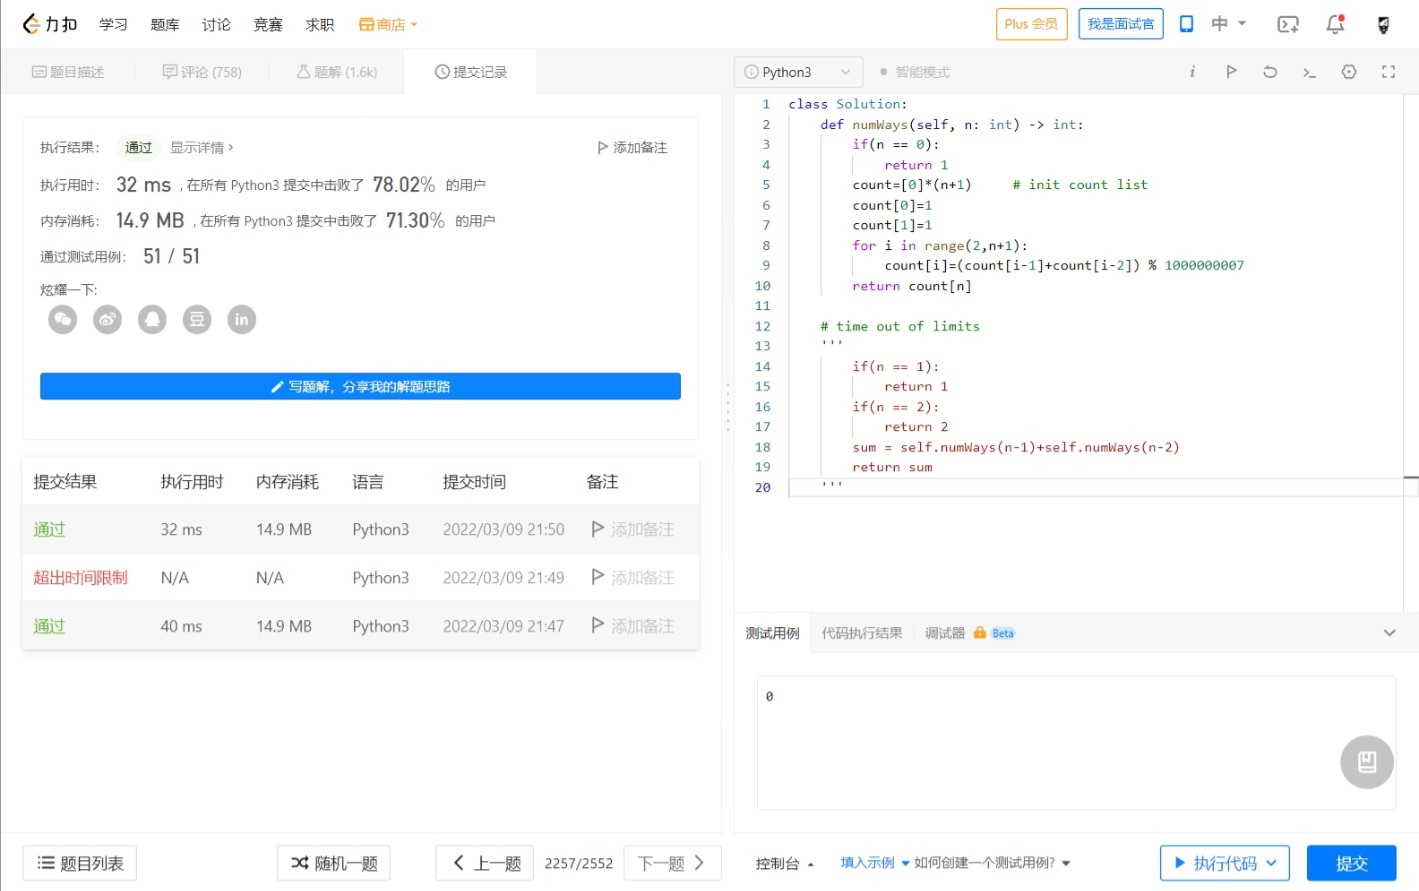 力扣 学习 题库 讨论 竞赛 求职 商店 Plus 会员 我是面试官 中
题目描述 评论 (758) 题解 (1.6k) 提交记录
执行结果： 通过 显示详情 > 添加备注
执行用时： 32 ms , 在所有 Python3 提交中击败了 78.02% 的用户
内存消耗： 14.9 MB , 在所有 Python3 提交中击败了 71.30% 的用户
通过测试用例： 51 / 51
炫耀一下:
豆 in
写题解，分享我的解题思路
提交结果 执行用时 内存消耗 语言 提交时间 备注
通过 32 ms 14.9 MB Python3 2022/03/09 21:50 添加备注
超出时间限制 N/A N/A Python3 2022/03/09 21:49 添加备注
通过 40 ms 14.9 MB Python3 2022/03/09 21:47 添加备注
题目列表 随机一题 上一题 2257/2552 下一题
Python3 智能模式
1 class Solution:
2 def numWays(self, n: int) -> int:
3 if(n == 0):
4 return 1
5 count=[0]*(n+1) # init count list
6 count[0]=1
7 count[1]=1
8 for i in range(2,n+1):
9 count[i]=(count[i-1]+count[i-2]) % 1000000007
10 return count[n]
11
12 # time out of limits
13 '''
14 if(n == 1):
15 return 1
16 if(n == 2):
17 return 2
18 sum = self.numWays(n-1)+self.numWays(n-2)
19 return sum
20 '''
测试用例 代码执行结果 调试器 Beta
0
控制台 填入示例 如何创建一个测试用例? 执行代码 提交